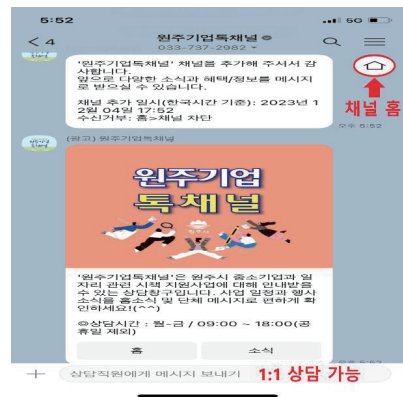 5:52
5G
< 4
원주기업톡채널
033-737-2982
'원주기업톡채널' 채널을 추가해 주셔서 감
사합니다.
앞으로 다양한 소식과 혜택/정보를 메시지
로 받으실 수 있습니다.
채널 추가 일시(한국시간 기준): 2023년 1
2월 04일 17:52
수신거부: 홈>채널 차단
채널 홈
오후 5:52
(광고) 원주기업톡채널
원주기업
톡채널
원주시
'원주기업톡채널'은 원주시 중소기업과 일
자리 관련 시책 지원사업에 대해 안내받을
수 있는 상담창구입니다. 사업 일정과 행사
소식을 홈소식 및 단체 메시지로 편하게 확
인하세요!(^^)
◎상담시간 : 월-금 / 09:00 ~ 18:00(공
휴일 제외)
홈
소식
상담직원에게 메시지 보내기
1:1 상담 가능